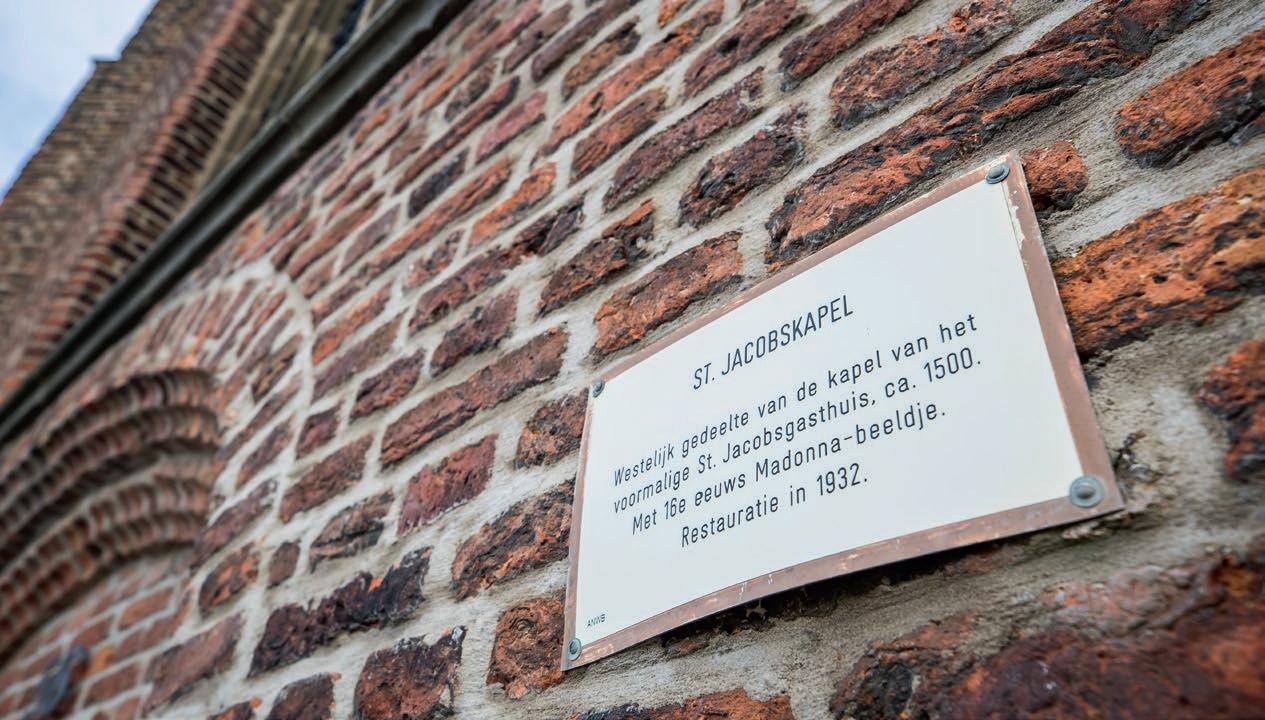 ST. JACOBSKAPEL
Westelijk gedeelte van de kapel van het
voormalige St. Jacobsgasthuis, ca. 1500.
Met 16e eeuws Madonna-beeldje.
Restauratie in 1932.
ANWB